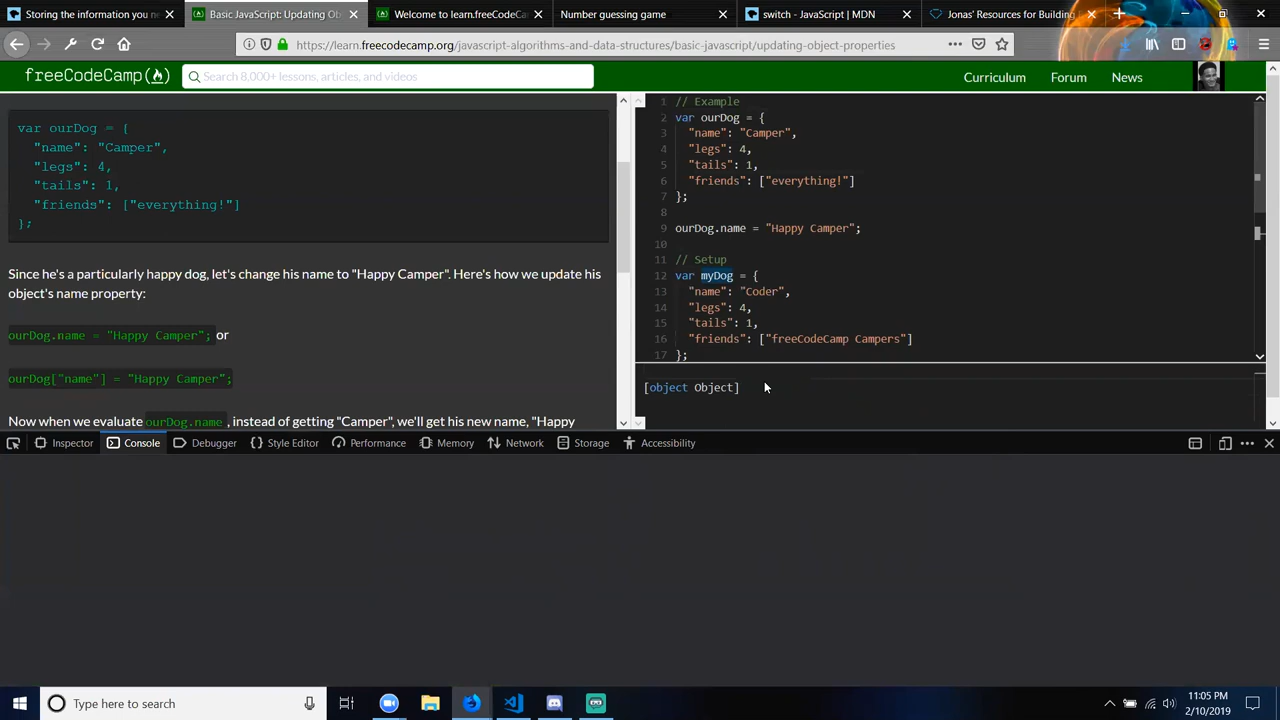 Storing the information you ne
Basic JavaScript: Updating Ob
Welcome to learn.freeCodeCa
Number guessing game
switch - JavaScript | MDN
Jonas' Resources for Building
https://learn.freecodecamp.org/javascript-algorithms-and-data-structures/basic-javascript/updating-object-properties
freeCodeCamp
Search 8,000+ lessons, articles, and videos
Curriculum
Forum
News
var ourDog = {
"name": "Camper",
"legs": 4,
"tails": 1,
"friends": ["everything!"]
};
Since he's a particularly happy dog, let's change his name to "Happy Camper". Here's how we update his
object's name property:
ourDog.name = "Happy Camper"; or
ourDog["name"] = "Happy Camper";
Now when we evaluate ourDog.name , instead of getting "Camper", we'll get his new name, "Happy
1 // Example
2 var ourDog = {
3 "name": "Camper",
4 "legs": 4,
5 "tails": 1,
6 "friends": ["everything!"]
7 };
8
9 ourDog.name = "Happy Camper";
10
11 // Setup
12 var myDog = {
13 "name": "Coder",
14 "legs": 4,
15 "tails": 1,
16 "friends": ["freeCodeCamp Campers"]
17 };
[object Object]
Inspector
Console
Debugger
Style Editor
Performance
Memory
Network
Storage
Accessibility
Type here to search
11:05 PM
2/10/2019